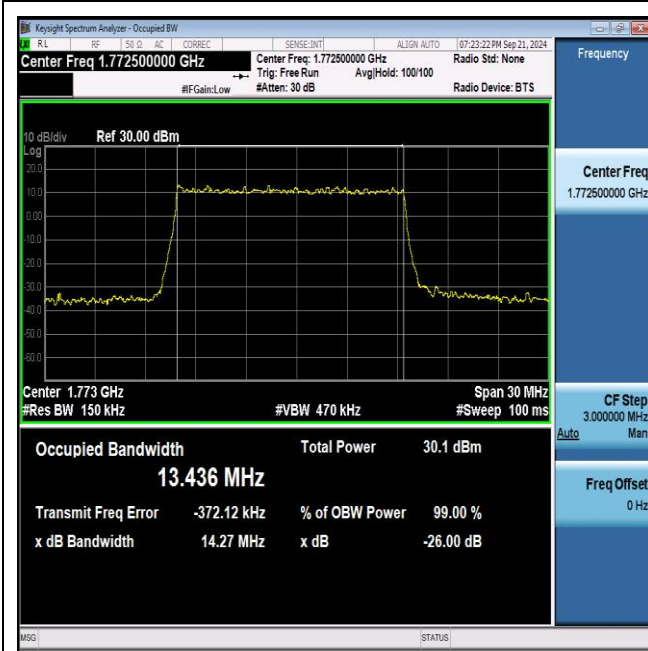 Keysight Spectrum Analyzer - Occupied BW
RL RF 50 Ω AC CORREC SENSE:INT ALIGN AUTO 07:23:22 PM Sep 21, 2024
Center Freq 1.772500000 GHz Center Freq: 1.772500000 GHz Radio Std: None
Trig: Free Run Avg|Hold: 100/100
#IFGain:Low #Atten: 30 dB Radio Device: BTS
Frequency
10 dB/div Ref 30.00 dBm
Log
20.0
10.0
0.00
-10.0
-20.0
-30.0
-40.0
-50.0
-60.0
Center 1.773 GHz Span 30 MHz
#Res BW 150 kHz #VBW 470 kHz #Sweep 100 ms
Occupied Bandwidth Total Power 30.1 dBm
13.436 MHz
Transmit Freq Error -372.12 kHz % of OBW Power 99.00 %
x dB Bandwidth 14.27 MHz x dB -26.00 dB
Center Freq
1.772500000 GHz
CF Step
3.000000 MHz
Auto Man
Freq Offset
0 Hz
MSG STATUS